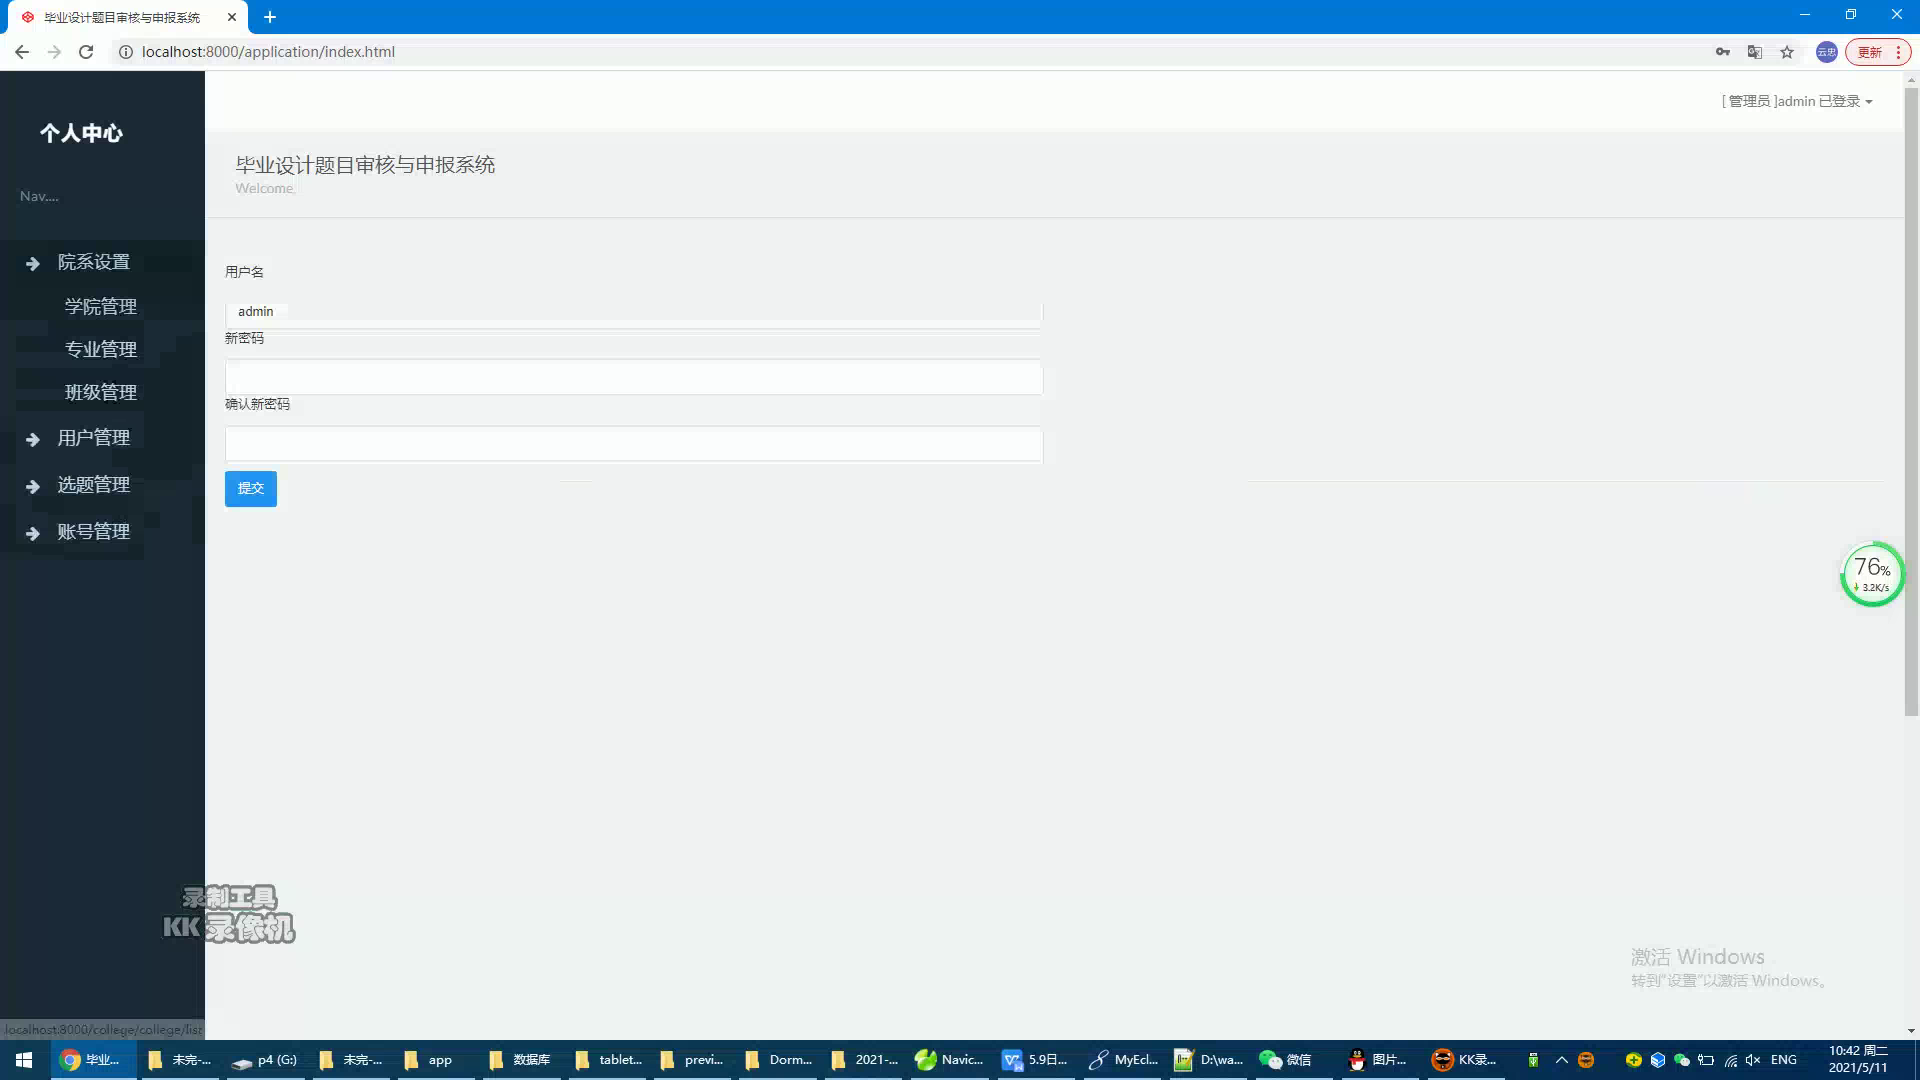 毕业设计题目审核与申报系统
localhost:8000/application/index.html
云忠
更新
个人中心
Nav....
院系设置
学院管理
专业管理
班级管理
用户管理
选题管理
账号管理
[ 管理员 ]admin 已登录
毕业设计题目审核与申报系统
Welcome.
用户名
admin
新密码
确认新密码
提交
76%
3.2K/s
录制工具
KK 录像机
激活 Windows
转到"设置"以激活 Windows。
localhost:8000/college/college/list
毕业...
未完-...
p4 (G:)
未完-...
app
数据库
tablet...
previ...
Dorm...
2021-...
Navic...
5.9日...
MyEcl...
D:\wa...
微信
图片...
KK录...
ENG
10:42 周二
2021/5/11